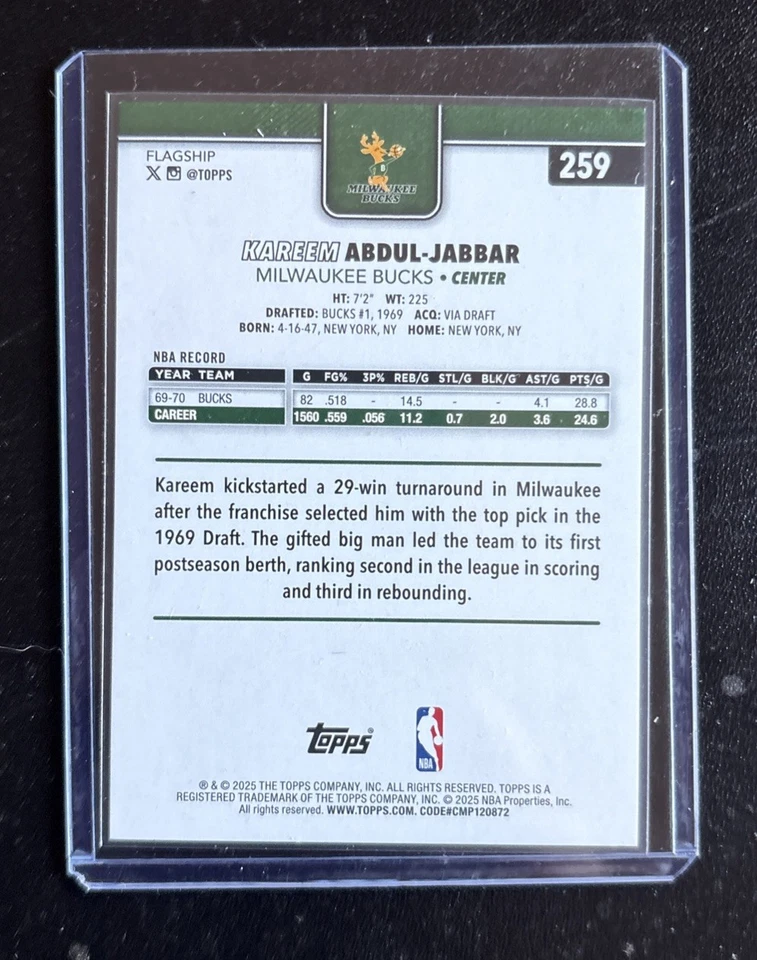 FLAGSHIP
X @TOPPS
MILWAUKEE
BUCKS
259
KAREEM ABDUL-JABBAR
MILWAUKEE BUCKS • CENTER
HT: 7'2" WT: 225
DRAFTED: BUCKS #1, 1969 ACQ: VIA DRAFT
BORN: 4-16-47, NEW YORK, NY HOME: NEW YORK, NY
NBA RECORD
YEAR TEAM G FG% 3P% REB/G STL/G BLK/G AST/G PTS/G
69-70 BUCKS 82 .518 - 14.5 - - 4.1 28.8
CAREER 1560 .559 .056 11.2 0.7 2.0 3.6 24.6
Kareem kickstarted a 29-win turnaround in Milwaukee
after the franchise selected him with the top pick in the
1969 Draft. The gifted big man led the team to its first
postseason berth, ranking second in the league in scoring
and third in rebounding.
topps®
NBA
® & © 2025 THE TOPPS COMPANY, INC. ALL RIGHTS RESERVED. TOPPS IS A
REGISTERED TRADEMARK OF THE TOPPS COMPANY, INC. © 2025 NBA Properties, Inc.
All rights reserved. WWW.TOPPS.COM. CODE#CMP120872